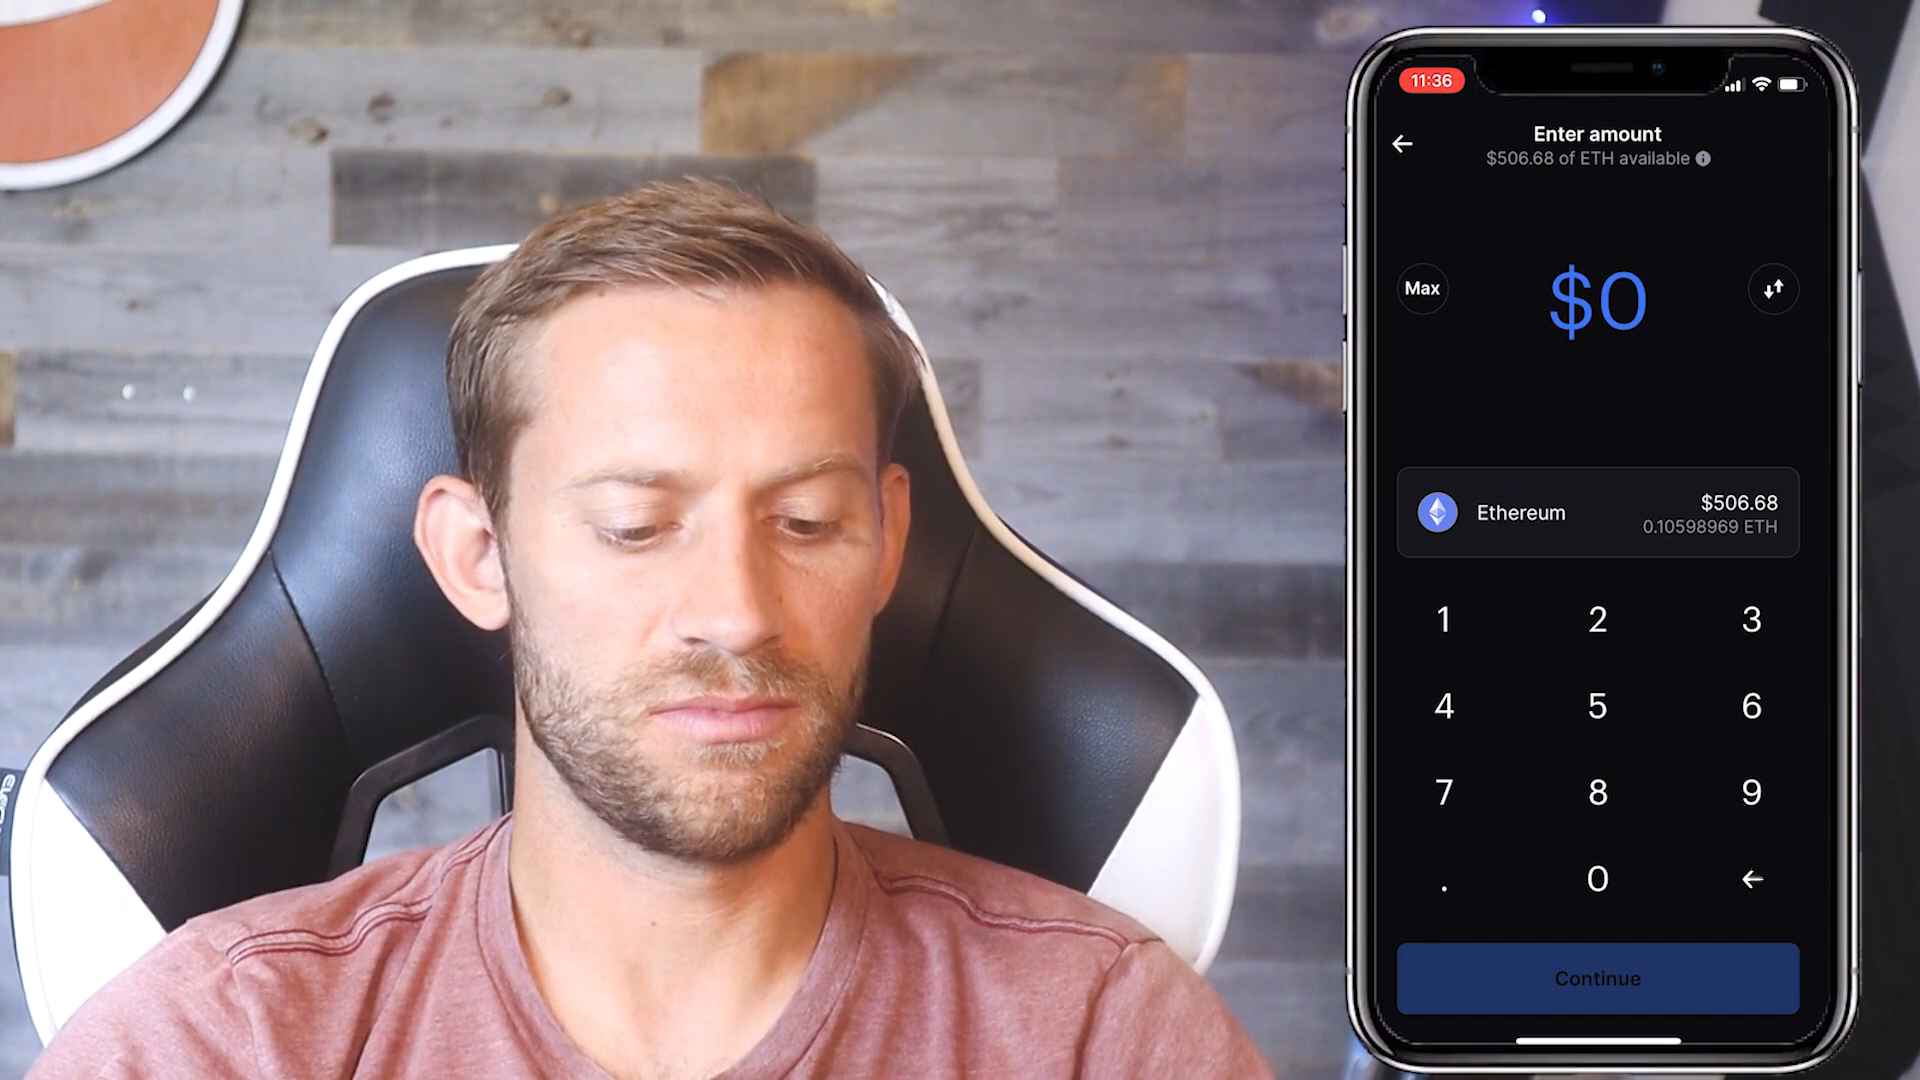 11:36
Enter amount
$506.68 of ETH available
Max
$0
Ethereum
$506.68
0.10598969 ETH
1 2 3
4 5 6
7 8 9
. 0
Continue